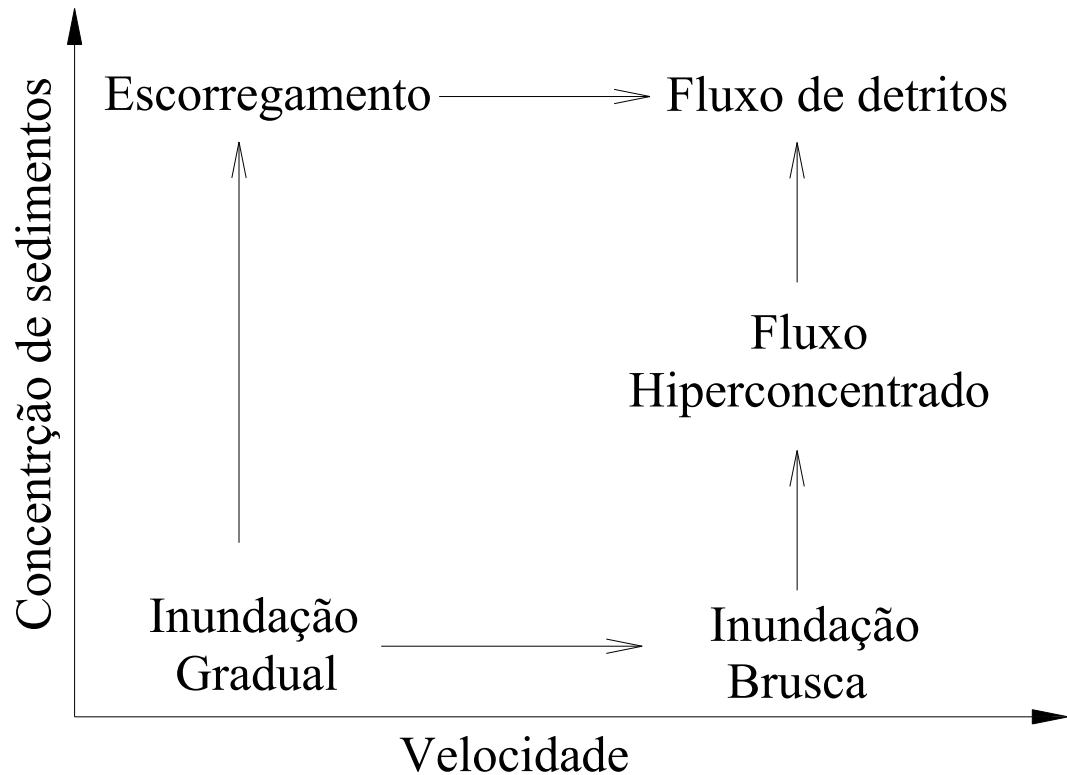 Concentrção de sedimentos
Escorregamento
Fluxo de detritos
Fluxo
Hiperconcentrado
Inundação
Gradual
Inundação
Brusca
Velocidade